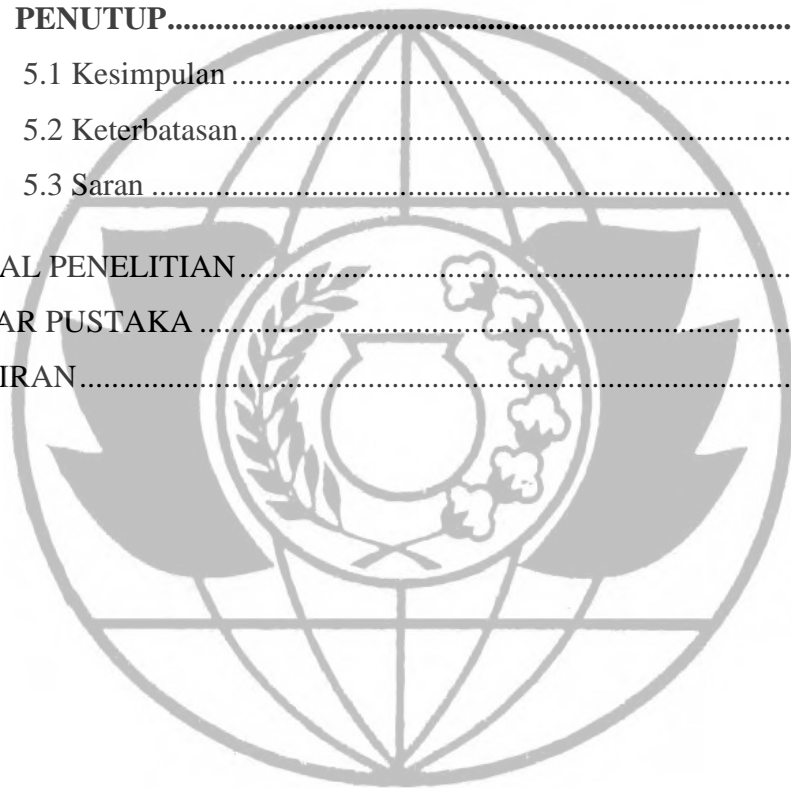 PENUTUP....................................................................................
5.1 Kesimpulan ...........................................................................
5.2 Keterbatasan..........................................................................
5.3 Saran .....................................................................................
AL PENELITIAN.........................................................................
AR PUSTAKA .............................................................................
IRAN............................................................................................